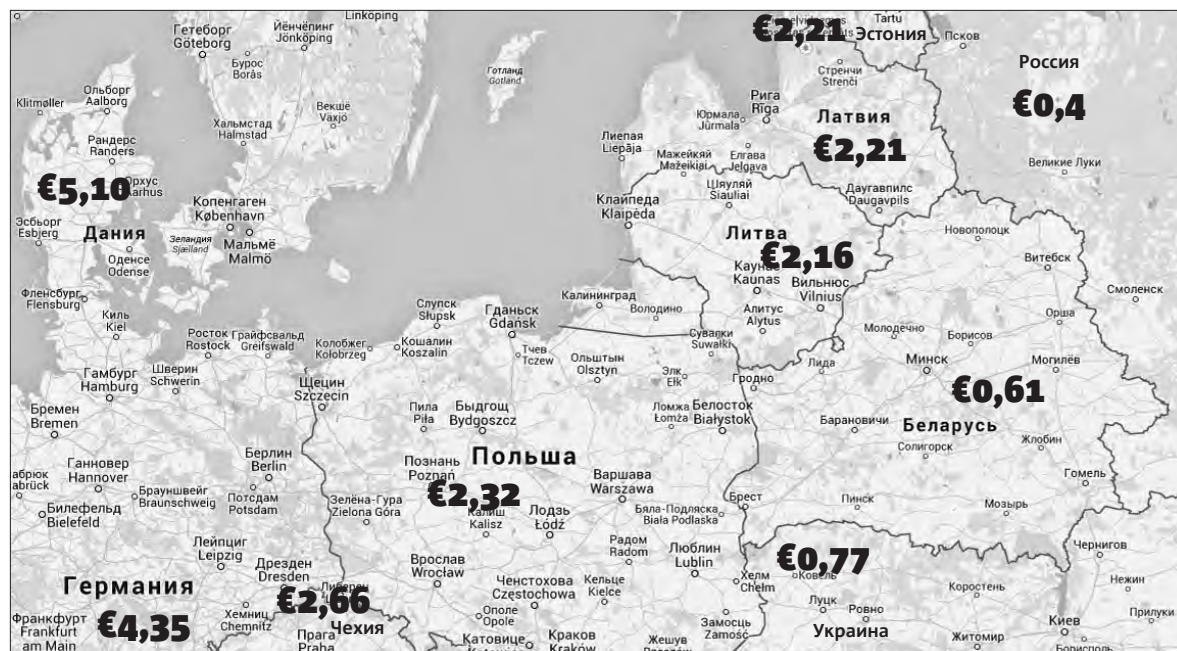 Linköping
Гетеборг
Göteborg
Йёнчёпинг
Jönköping
Бурос
Borås
Готланд
Gotland
€2,21
Tartu
Эстония
Псков
Россия
€0,4
Стренчи
Strenči
Klitmøller
Ольборг
Aalborg
Векшё
Växjö
Хальмстад
Halmstad
Рандерс
Randers
€5,10
Орхус
Aarhus
Рига
Rīga
Юрмала
Jūrmala
Латвия
€2,21
Лиепая
Liepāja
Мажейкяй
Mažeikiai
Елгава
Jelgava
Великие Луки
Копенгаген
København
Эсбьорг
Esbjerg
Дания
Зеландия
Sjælland
Мальмё
Malmö
Оденсе
Odense
Клайпеда
Klaipėda
Шяуляй
Siauliai
Даугавпилс
Daugavpils
Литва
€2,16
Каунас
Kaunas
Вильнюс
Vilnius
Новополоцк
Витебск
Смоленск
Фленсбург
Flensburg
Киль
Kiel
Слупск
Słupsk
Гданьск
Gdańsk
Калининград
Володино
Алитус
Alytus
Орша
Росток
Rostock
Грайфсвальд
Greifswald
Колобжег
Kołobrzeg
Кошалин
Koszalin
Тчев
Tczew
Ольштын
Olsztyn
Сувалки
Suwałki
Молодечно
Борисов
Гамбург
Hamburg
Шверин
Schwerin
Щецин
Szczecin
Элк
Ełk
Гродно
Лида
Минск
Могилёв
€0,61
Бремен
Bremen
Пила
Piła
Быдгощ
Bydgoszcz
Ломжа
Łomża
Белосток
Białystok
Барановичи
Беларусь
Солигорск
Жлобин
Ганновер
Hannover
Берлин
Berlin
Познань
Poznań
Польша
€2,32
Варшава
Warszawa
Гомель
абрюк
abrück
Брауншвейг
Braunschweig
Потсдам
Potsdam
Зелёна-Гура
Zielona Góra
Калиш
Kalisz
Лодзь
Łódź
Бяла-Подляска
Biała Podlaska
Брест
Пинск
Мозырь
Билефельд
Bielefeld
Лейпциг
Leipzig
Дрезден
Dresden
Вроцлав
Wrocław
Радом
Radom
Люблин
Lublin
€0,77
Ковель
Чернигов
Германия
€4,35
Либерец
€2,66
Чехия
Ченстохова
Częstochowa
Кельце
Kielce
Хелм
Chełm
Коростень
Нежин
Франкфурт
Frankfurt
am Main
Хемниц
Chemnitz
Прага
Praha
Ополе
Opole
Катовице
Краков
Kraków
Жешув
Замосць
Zamość
Луцк
Ровно
Украина
Житомир
Киев
Прилуки
Борисполь